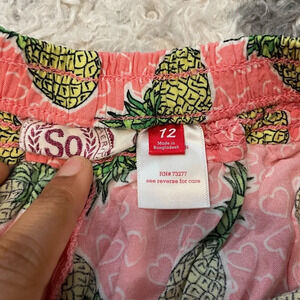 So
12
Made in
Bangladesh
RN# 73277
see reverse for care